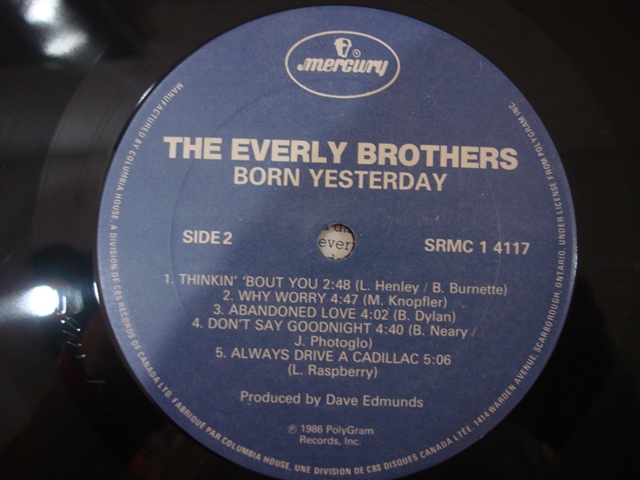 mercury
®
THE EVERLY BROTHERS
BORN YESTERDAY
SIDE 2
SRMC 1 4117
ever
1. THINKIN' 'BOUT YOU 2:48 (L. Henley / B. Burnette)
2. WHY WORRY 4:47 (M. Knopfler)
3. ABANDONED LOVE 4:02 (B. Dylan)
4. DON'T SAY GOODNIGHT 4:40 (B. Neary /
J. Photoglo)
5. ALWAYS DRIVE A CADILLAC 5:06
(L. Raspberry)
Produced by Dave Edmunds
℗ 1986 PolyGram
Records, Inc.
MANUFACTURED BY COLUMBIA HOUSE, A DIVISION OF CBS RECORDS OF CANADA LTD. FABRIQUE PAR COLUMBIA HOUSE, UNE DIVISION DE CBS DISQUES CANADA LTÉE. 1414 WARDEN AVENUE, SCARBOROUGH, ONTARIO. UNDER LICENSE FROM POLYGRAM INC.